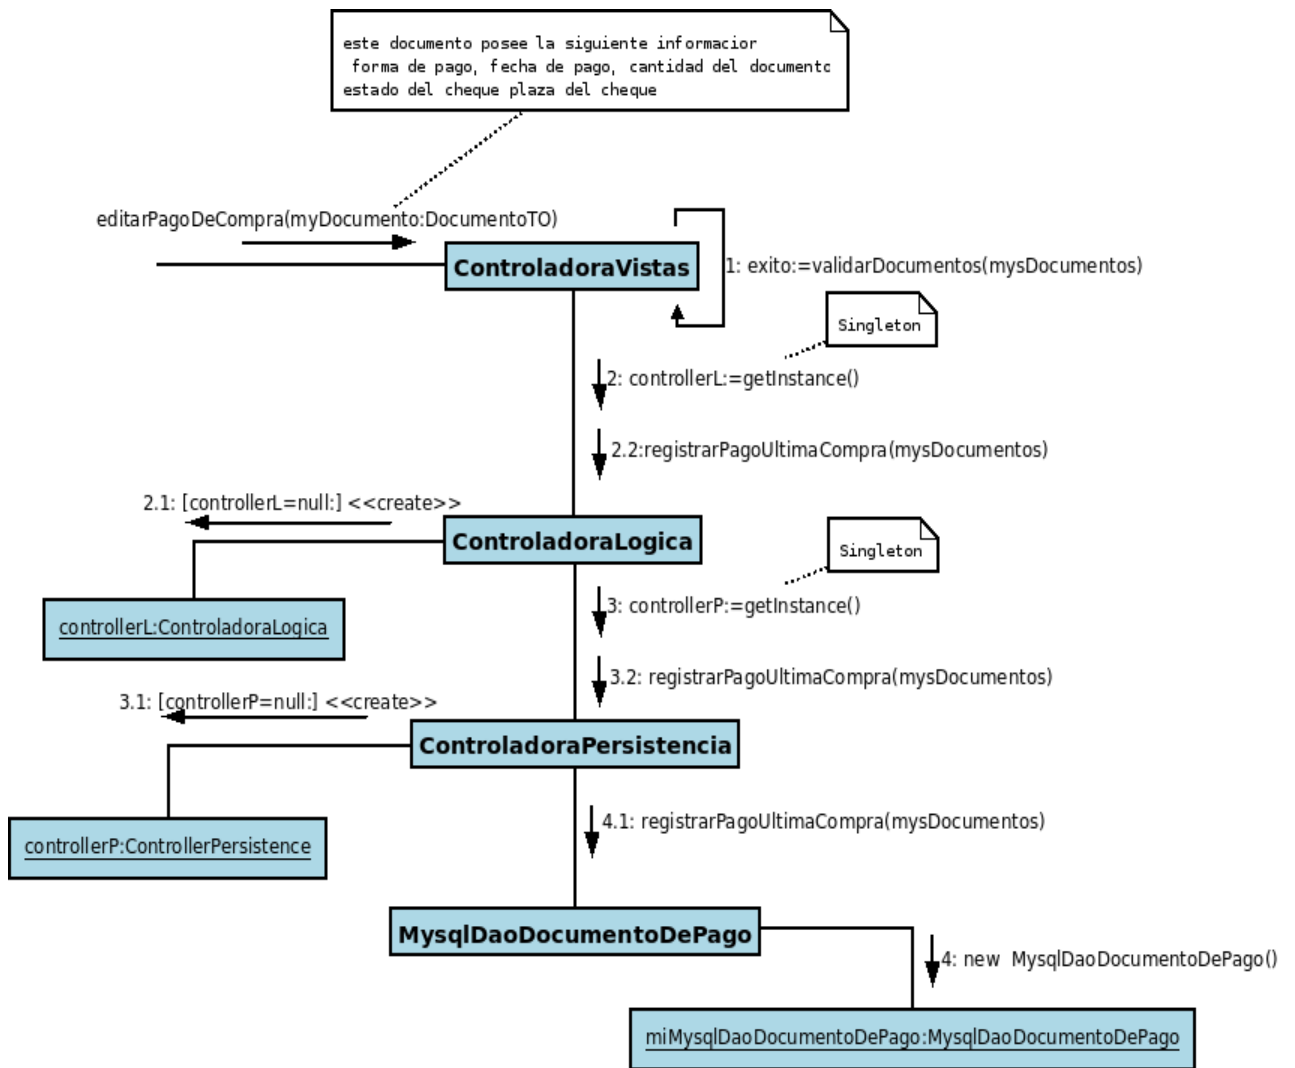 este documento posee la siguiente informacior
forma de pago, fecha de pago, cantidad del documento
estado del cheque plaza del cheque
editarPagoDeCompra(myDocumento:DocumentoTO)
ControladoraVistas
1: exito:=validarDocumentos(mysDocumentos)
Singleton
2: controllerL:=getInstance()
2.2:registrarPagoUltimaCompra(mysDocumentos)
2.1: [controllerL=null:] <<create>>
ControladoraLogica
Singleton
3: controllerP:=getInstance()
controllerL:ControladoraLogica
3.2: registrarPagoUltimaCompra(mysDocumentos)
3.1: [controllerP=null:] <<create>>
ControladoraPersistencia
4.1: registrarPagoUltimaCompra(mysDocumentos)
controllerP:ControllerPersistence
MysqlDaoDocumentoDePago
4: new MysqlDaoDocumentoDePago()
miMysqlDaoDocumentoDePago:MysqlDaoDocumentoDePago